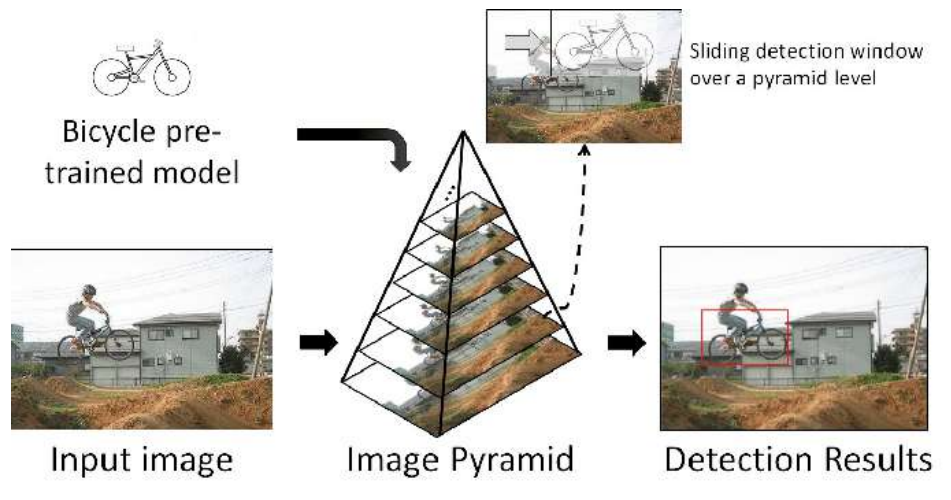 Bicycle pre-
trained model
Sliding detection window
over a pyramid level
Input image
Image Pyramid
Detection Results